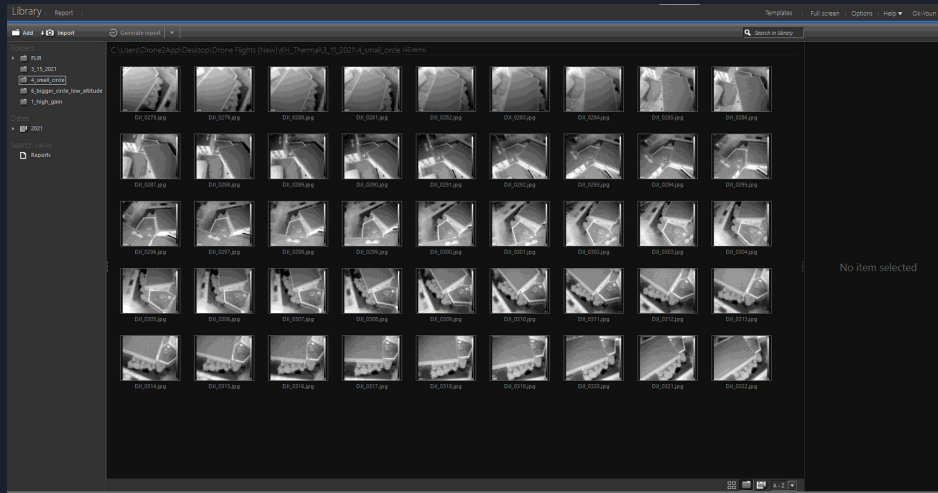 Library Report Templates Full screen Options Help Ok-Youn
Add Import Generate report Search in library
Folders
FLIR
3_15_2021
4_small_circle
6_bigger_circle_low_altitude
1_high_gain
Dates
2021
Search views
Reports
C:\Users\Drone2App\Desktop\Drone Flights (New)\KH_Thermal\3_11_2021\4_small_circle (45 items)
DJI_0278.jpg DJI_0279.jpg DJI_0280.jpg DJI_0281.jpg DJI_0282.jpg DJI_0283.jpg DJI_0284.jpg DJI_0285.jpg DJI_0286.jpg
DJI_0287.jpg DJI_0288.jpg DJI_0289.jpg DJI_0290.jpg DJI_0291.jpg DJI_0292.jpg DJI_0293.jpg DJI_0294.jpg DJI_0295.jpg
DJI_0296.jpg DJI_0297.jpg DJI_0298.jpg DJI_0299.jpg DJI_0300.jpg DJI_0301.jpg DJI_0302.jpg DJI_0303.jpg DJI_0304.jpg
DJI_0305.jpg DJI_0306.jpg DJI_0307.jpg DJI_0308.jpg DJI_0309.jpg DJI_0310.jpg DJI_0311.jpg DJI_0312.jpg DJI_0313.jpg
DJI_0314.jpg DJI_0315.jpg DJI_0316.jpg DJI_0317.jpg DJI_0318.jpg DJI_0319.jpg DJI_0320.jpg DJI_0321.jpg DJI_0322.jpg
No item selected
A - Z